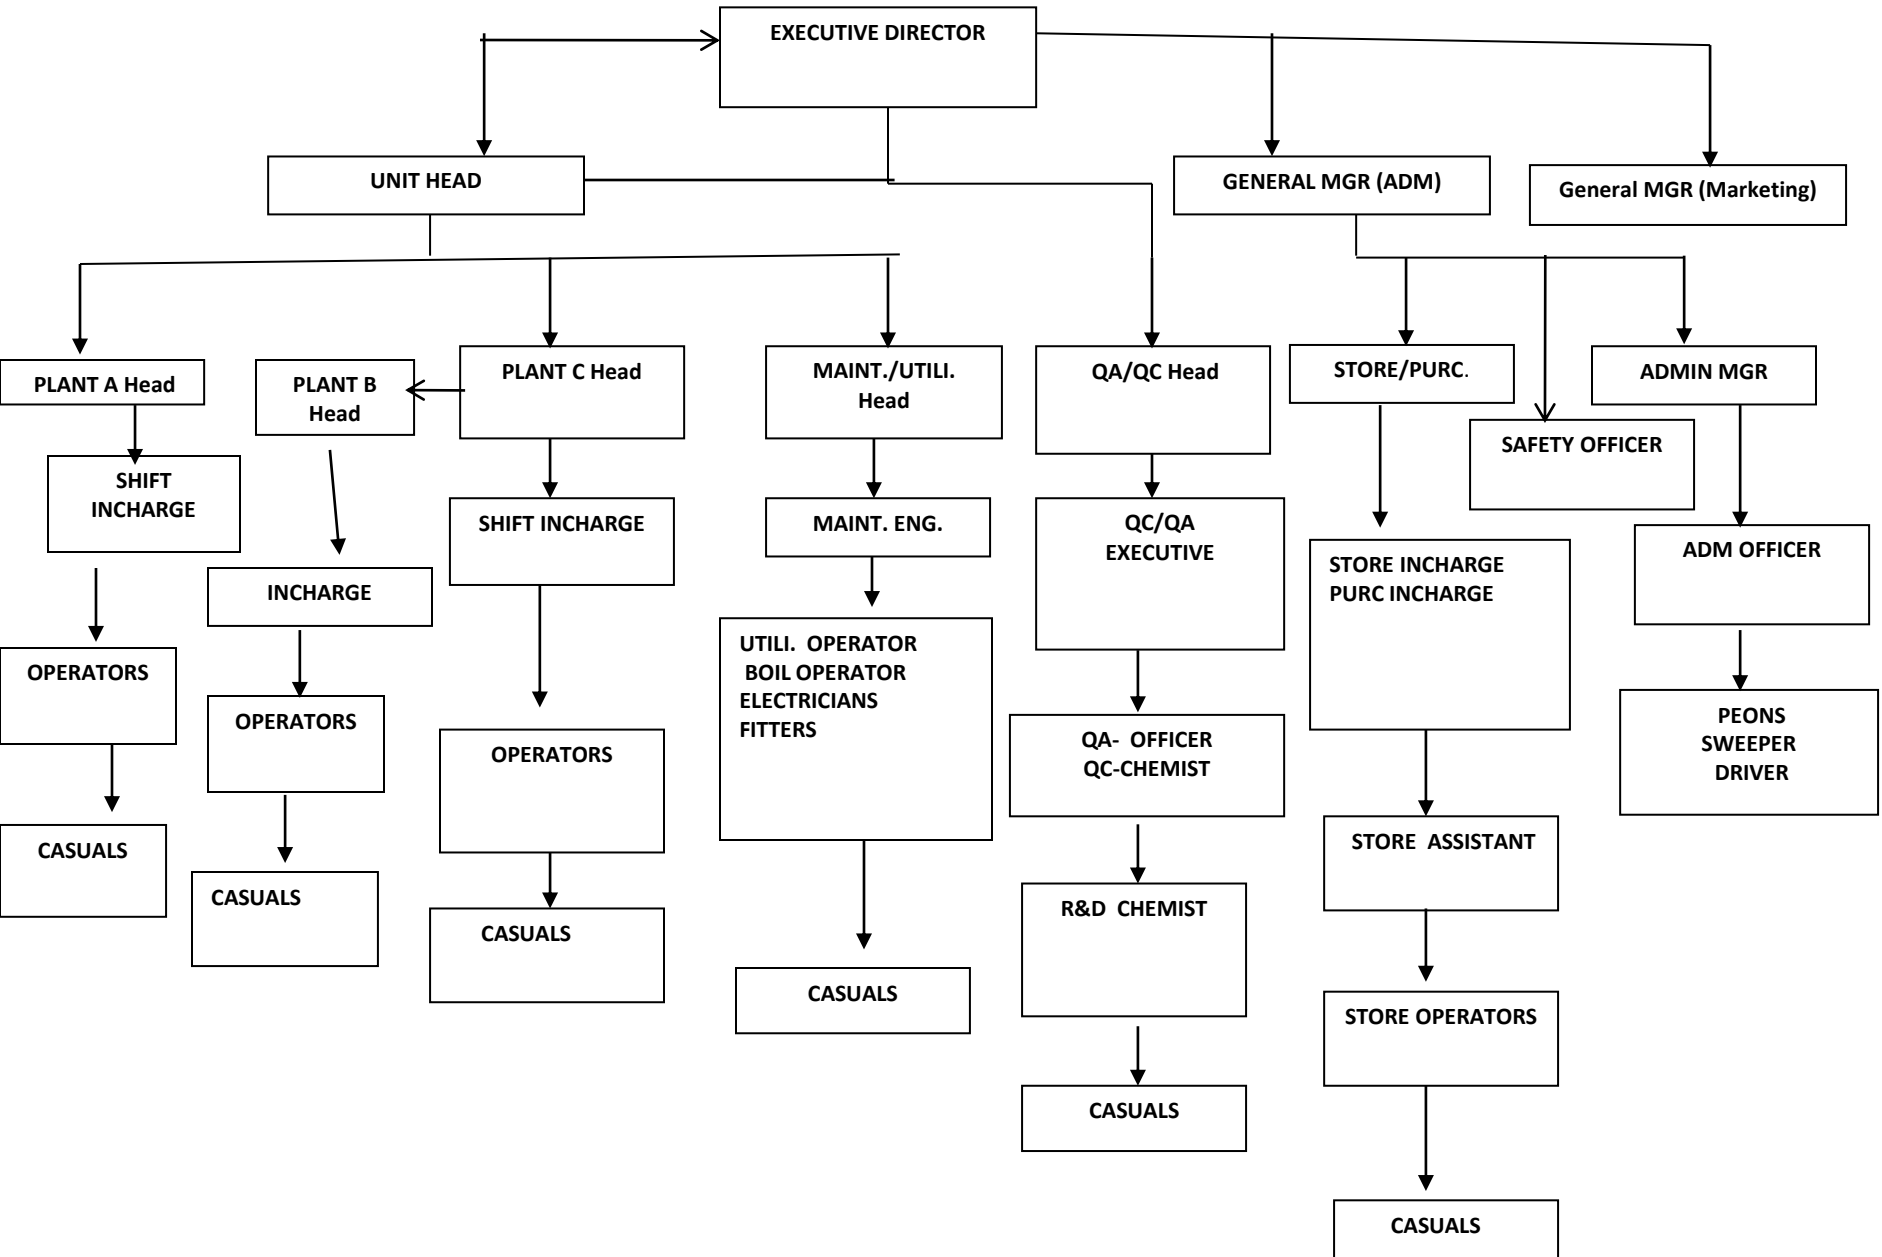 EXECUTIVE DIRECTOR
UNIT HEAD
GENERAL MGR (ADM)
General MGR (Marketing)
PLANT A Head
PLANT B
Head
PLANT C Head
MAINT./UTILI.
Head
QA/QC Head
STORE/PURC.
ADMIN MGR
SAFETY OFFICER
SHIFT
INCHARGE
SHIFT INCHARGE
MAINT. ENG.
QC/QA
EXECUTIVE
STORE INCHARGE
PURC INCHARGE
ADM OFFICER
INCHARGE
OPERATORS
OPERATORS
OPERATORS
UTILI. OPERATOR
BOIL OPERATOR
ELECTRICIANS
FITTERS
QA- OFFICER
QC-CHEMIST
PEONS
SWEEPER
DRIVER
CASUALS
CASUALS
CASUALS
CASUALS
R&D CHEMIST
STORE ASSISTANT
STORE OPERATORS
CASUALS
CASUALS